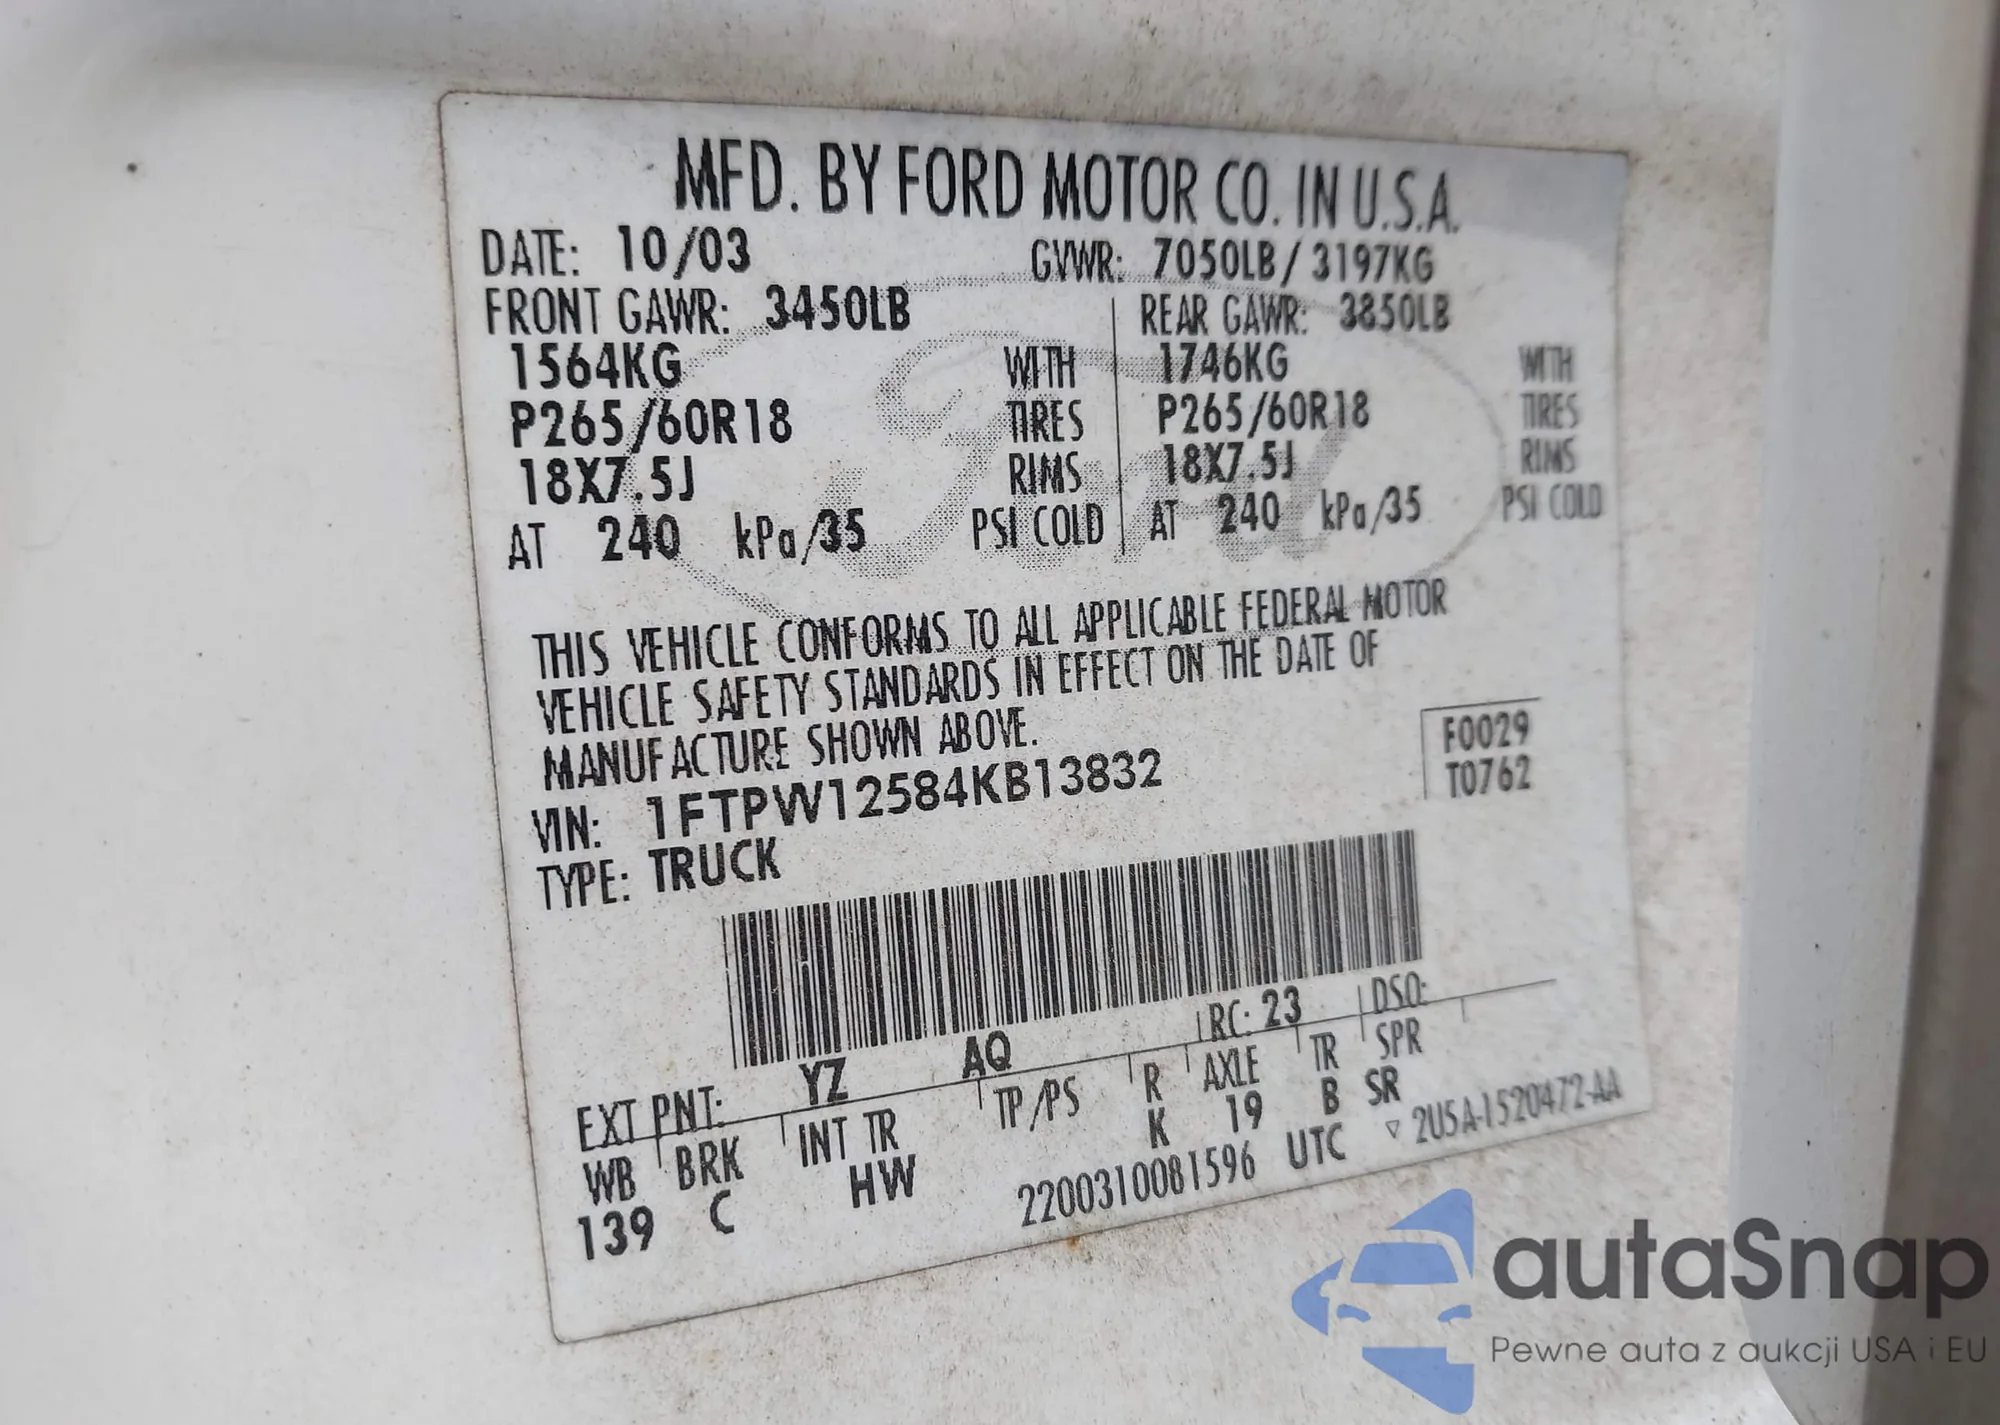 MFD. BY FORD MOTOR CO. IN U.S.A.
DATE: 10/03 GVWR: 7050LB/3197KG
FRONT GAWR: 3450LB REAR GAWR: 3850LB
1564KG WITH 1746KG WITH
P265/60R18 TIRES P265/60R18 TIRES
18X7.5J RIMS 18X7.5J RIMS
AT 240 kPa/35 PSI COLD AT 240 kPa/35 PSI COLD
THIS VEHICLE CONFORMS TO ALL APPLICABLE FEDERAL MOTOR
VEHICLE SAFETY STANDARDS IN EFFECT ON THE DATE OF
MANUFACTURE SHOWN ABOVE.
F0029
VIN: 1FTPW12584KB13832
T0762
TYPE: TRUCK
EXT PNT: YZ AQ RC: 23 DSO:
WB BRK INT TR TP/PS R AXLE TR SPR
139 C HW K 19 B SR
2200310081596 UTC ▽ 2U5A-1520472-AA
Ford
autaSnap
Pewne auta z aukcji USA i EU